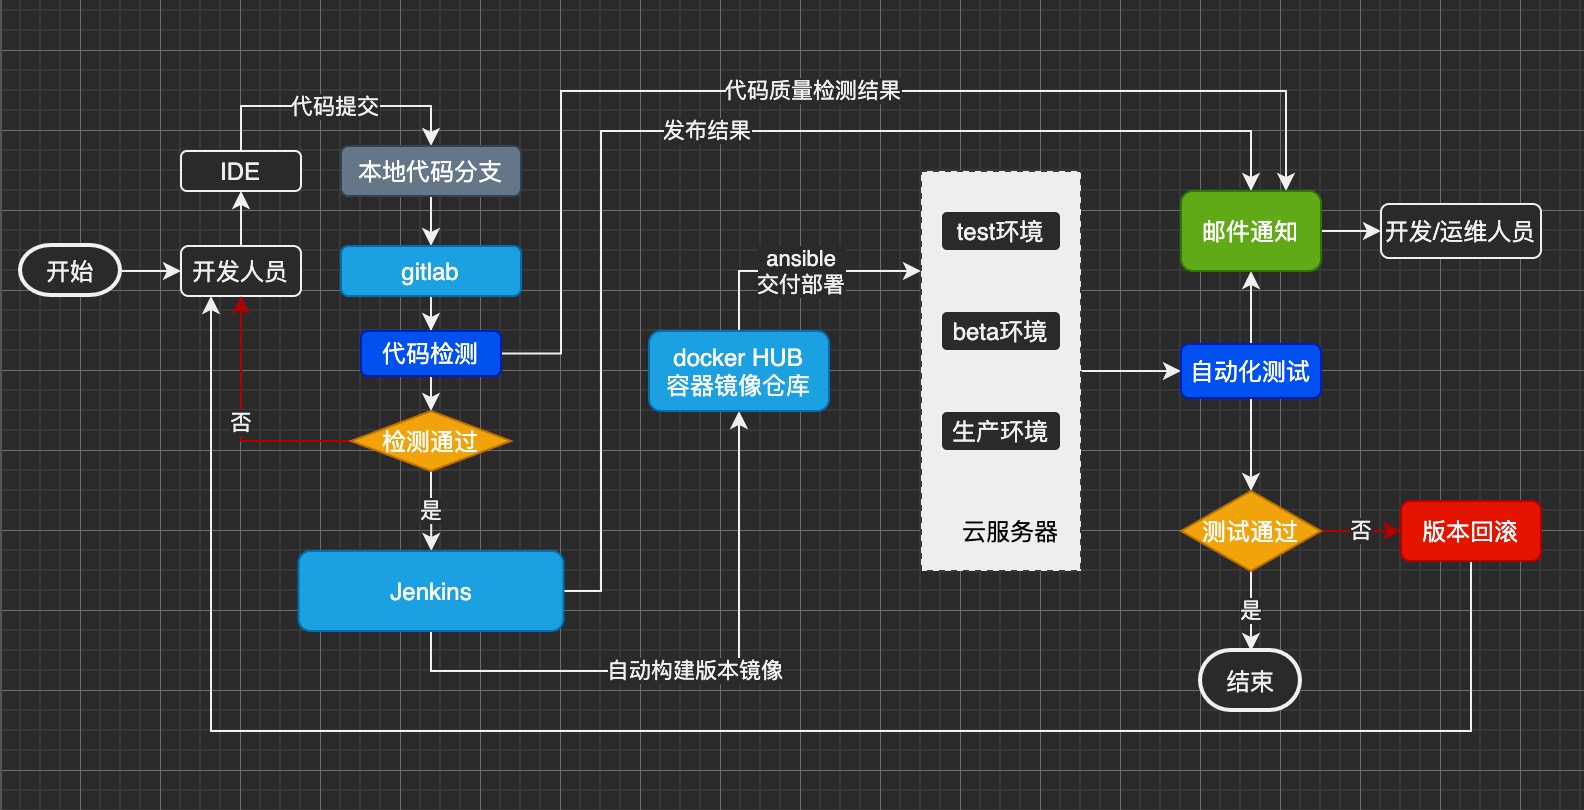 代码质量检测结果
代码提交
发布结果
IDE
本地代码分支
test环境
邮件通知
开发/运维人员
开始
开发人员
gitlab
ansible
交付部署
beta环境
代码检测
docker HUB
容器镜像仓库
自动化测试
否
检测通过
生产环境
是
云服务器
测试通过
否
版本回滚
Jenkins
是
自动构建版本镜像
结束